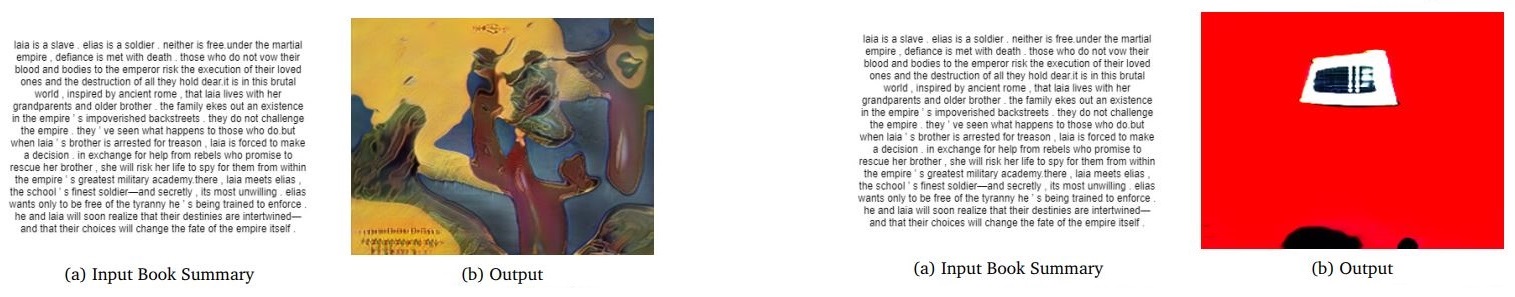 laia is a slave . elias is a soldier . neither is free.under the martial
empire , defiance is met with death . those who do not vow their
blood and bodies to the emperor risk the execution of their loved
ones and the destruction of all they hold dear.it is in this brutal
world , inspired by ancient rome , that laia lives with her
grandparents and older brother . the family ekes out an existence
in the empire ' s impoverished backstreets . they do not challenge
the empire . they ' ve seen what happens to those who do.but
when laia ' s brother is arrested for treason , laia is forced to make
a decision . in exchange for help from rebels who promise to
rescue her brother , she will risk her life to spy for them from within
the empire ' s greatest military academy.there , laia meets elias ,
the school ' s finest soldier—and secretly , its most unwilling . elias
wants only to be free of the tyranny he ' s being trained to enforce .
he and laia will soon realize that their destinies are intertwined—
and that their choices will change the fate of the empire itself .
(a) Input Book Summary
(b) Output
laia is a slave . elias is a soldier . neither is free.under the martial
empire , defiance is met with death . those who do not vow their
blood and bodies to the emperor risk the execution of their loved
ones and the destruction of all they hold dear.it is in this brutal
world , inspired by ancient rome , that laia lives with her
grandparents and older brother . the family ekes out an existence
in the empire ' s impoverished backstreets . they do not challenge
the empire . they ' ve seen what happens to those who do.but
when laia ' s brother is arrested for treason , laia is forced to make
a decision . in exchange for help from rebels who promise to
rescue her brother , she will risk her life to spy for them from within
the empire ' s greatest military academy.there , laia meets elias ,
the school ' s finest soldier—and secretly , its most unwilling . elias
wants only to be free of the tyranny he ' s being trained to enforce .
he and laia will soon realize that their destinies are intertwined—
and that their choices will change the fate of the empire itself .
(a) Input Book Summary
(b) Output